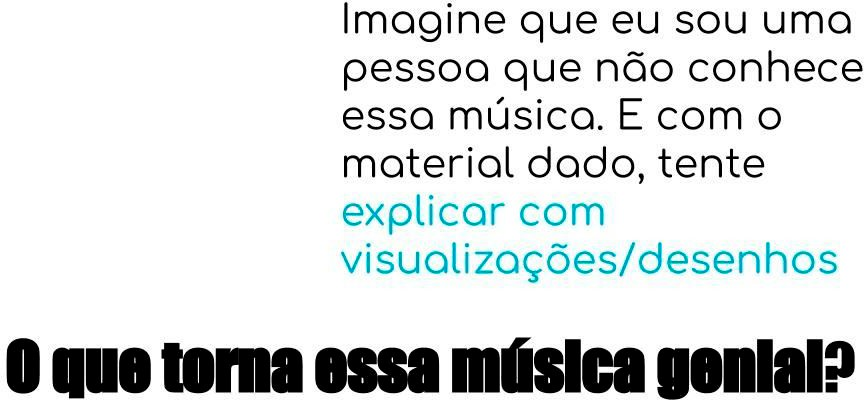 Imagine que eu sou uma
pessoa que não conhece
essa música. E com o
material dado, tente
explicar com
visualizações/desenhos
O que torna essa música genial?